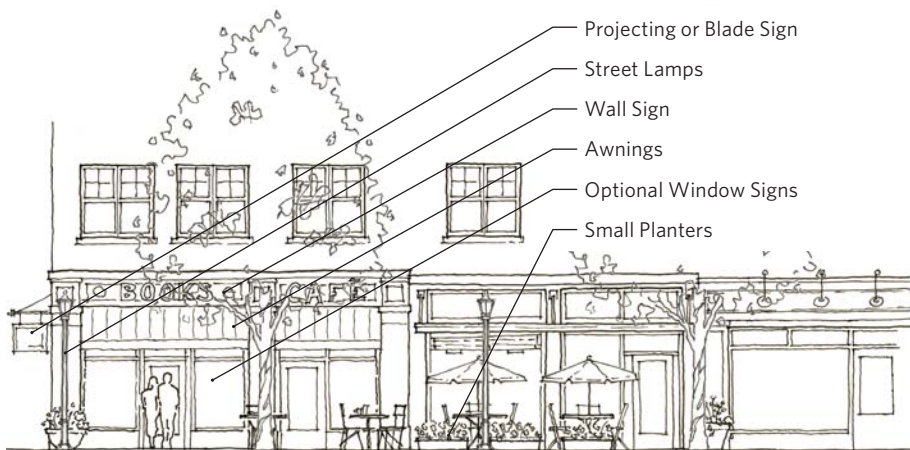 Projecting or Blade Sign
Street Lamps
Wall Sign
Awnings
Optional Window Signs
Small Planters
BOOKS CAFE